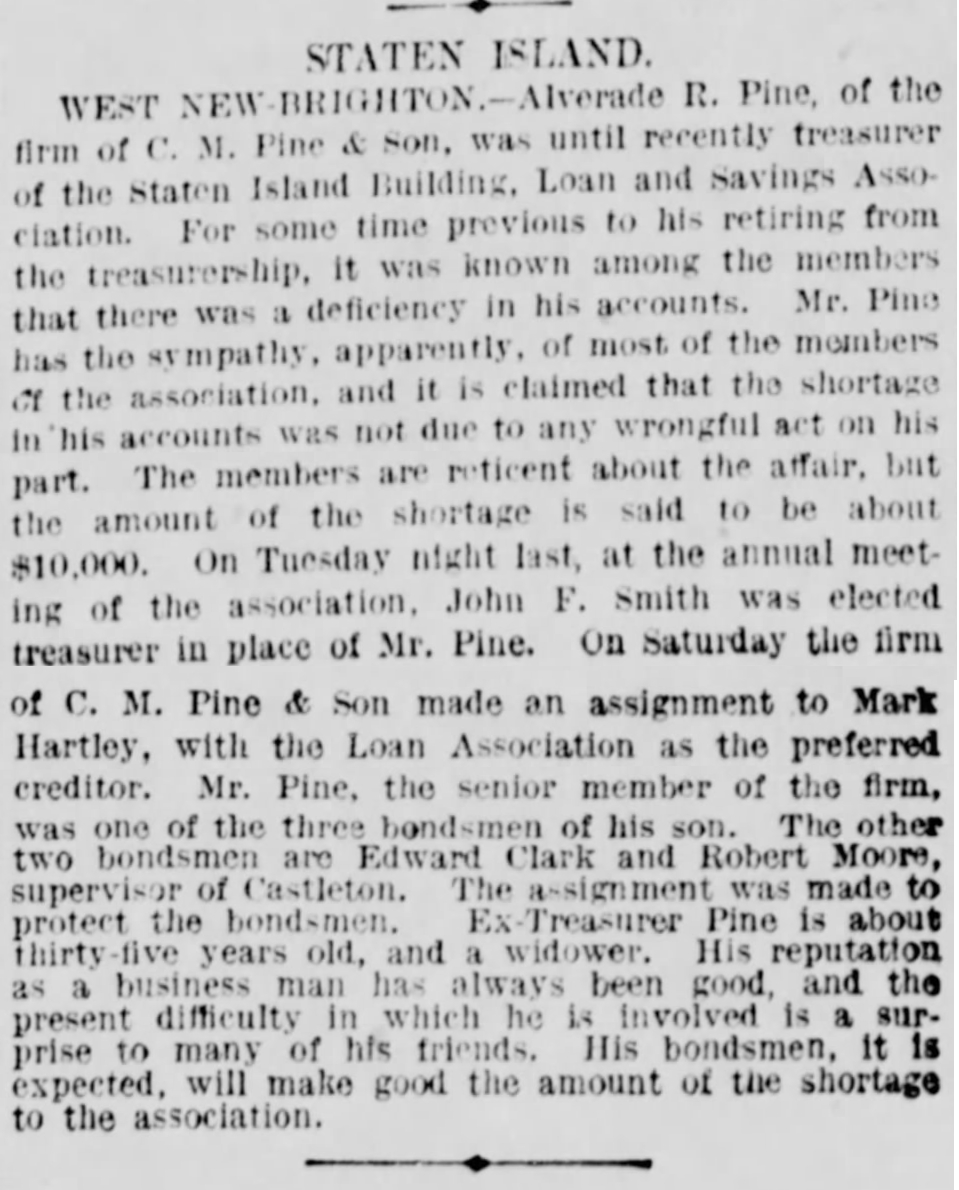 STATEN ISLAND.
WEST NEW-BRIGHTON.—Alverade R. Pine, of the
firm of C. M. Pine & Son, was until recently treasurer
of the Staten Island Building, Loan and Savings Asso-
ciation. For some time previous to his retiring from
the treasurership, it was known among the members
that there was a deficiency in his accounts. Mr. Pine
has the sympathy, apparently, of most of the members
of the association, and it is claimed that the shortage
in his accounts was not due to any wrongful act on his
part. The members are reticent about the affair, but
the amount of the shortage is said to be about
$10,000. On Tuesday night last, at the annual meet-
ing of the association, John F. Smith was elected
treasurer in place of Mr. Pine. On Saturday the firm
of C. M. Pine & Son made an assignment to Mark
Hartley, with the Loan Association as the preferred
creditor. Mr. Pine, the senior member of the firm,
was one of the three bondsmen of his son. The other
two bondsmen are Edward Clark and Robert Moore,
supervisor of Castleton. The assignment was made to
protect the bondsmen. Ex-Treasurer Pine is about
thirty-five years old, and a widower. His reputation
as a business man has always been good, and the
present difficulty in which he is involved is a sur-
prise to many of his friends. His bondsmen, it is
expected, will make good the amount of the shortage
to the association.